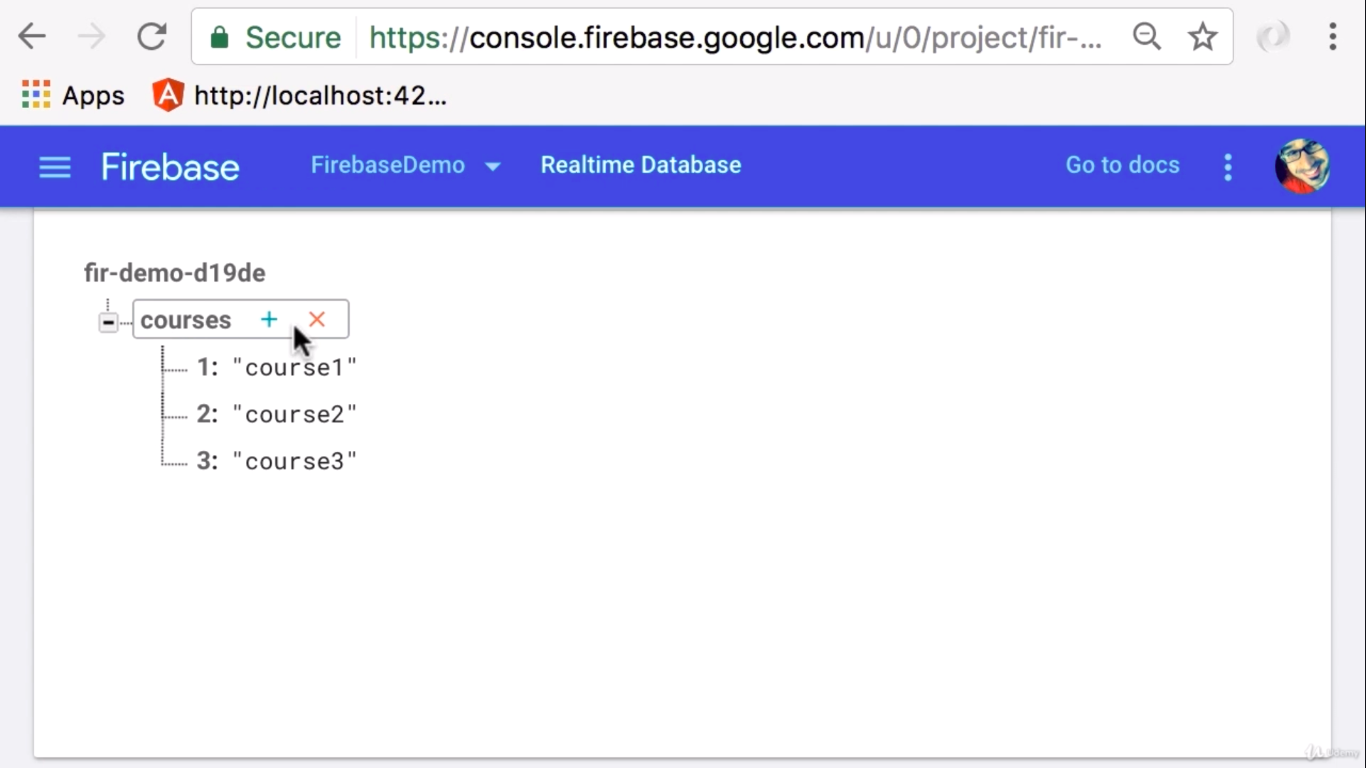 Secure https://console.firebase.google.com/u/0/project/fir-...
Apps http://localhost:42...
Firebase FirebaseDemo Realtime Database Go to docs
fir-demo-d19de
courses
1: "course1"
2: "course2"
3: "course3"
Udemy